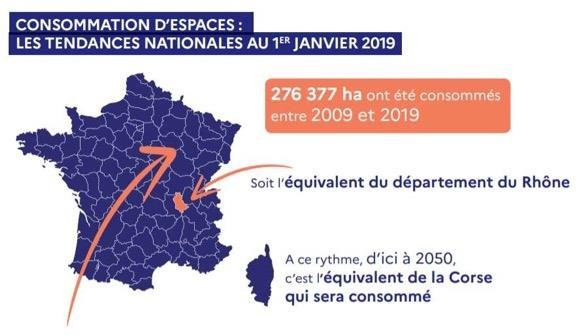 CONSOMMATION D'ESPACES :
LES TENDANCES NATIONALES AU 1ER JANVIER 2019
276 377 ha ont été consommés
entre 2009 et 2019
Soit l'équivalent du département du Rhône
A ce rythme, d'ici à 2050,
c'est l'équivalent de la Corse
qui sera consommé